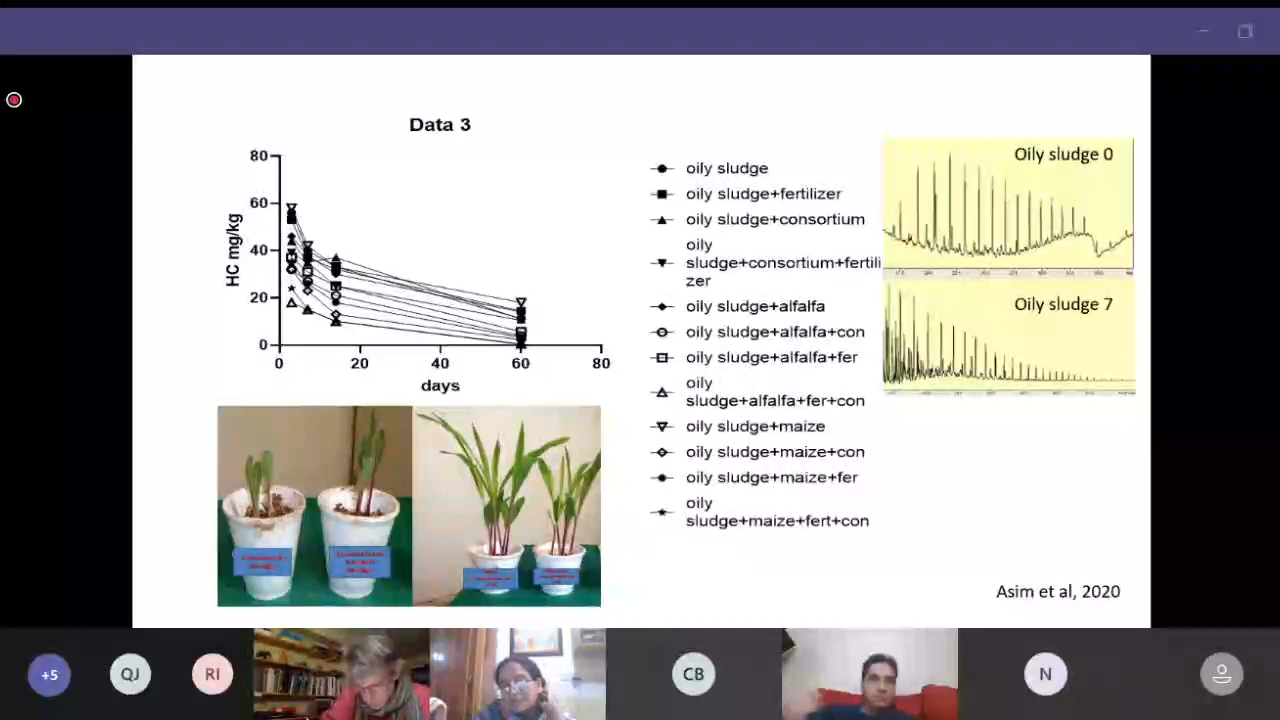 Data 3
80
60
40
20
0
HC mg/kg
0 20 40 60 80
days
oily sludge
oily sludge+fertilizer
oily sludge+consortium
oily
sludge+consortium+fertili
zer
oily sludge+alfalfa
oily sludge+alfalfa+con
oily sludge+alfalfa+fer
oily
sludge+alfalfa+fer+con
oily sludge+maize
oily sludge+maize+con
oily sludge+maize+fer
oily
sludge+maize+fert+con
Oily sludge 0
Oily sludge 7
Asim et al, 2020
+5
QJ
RI
CB
N